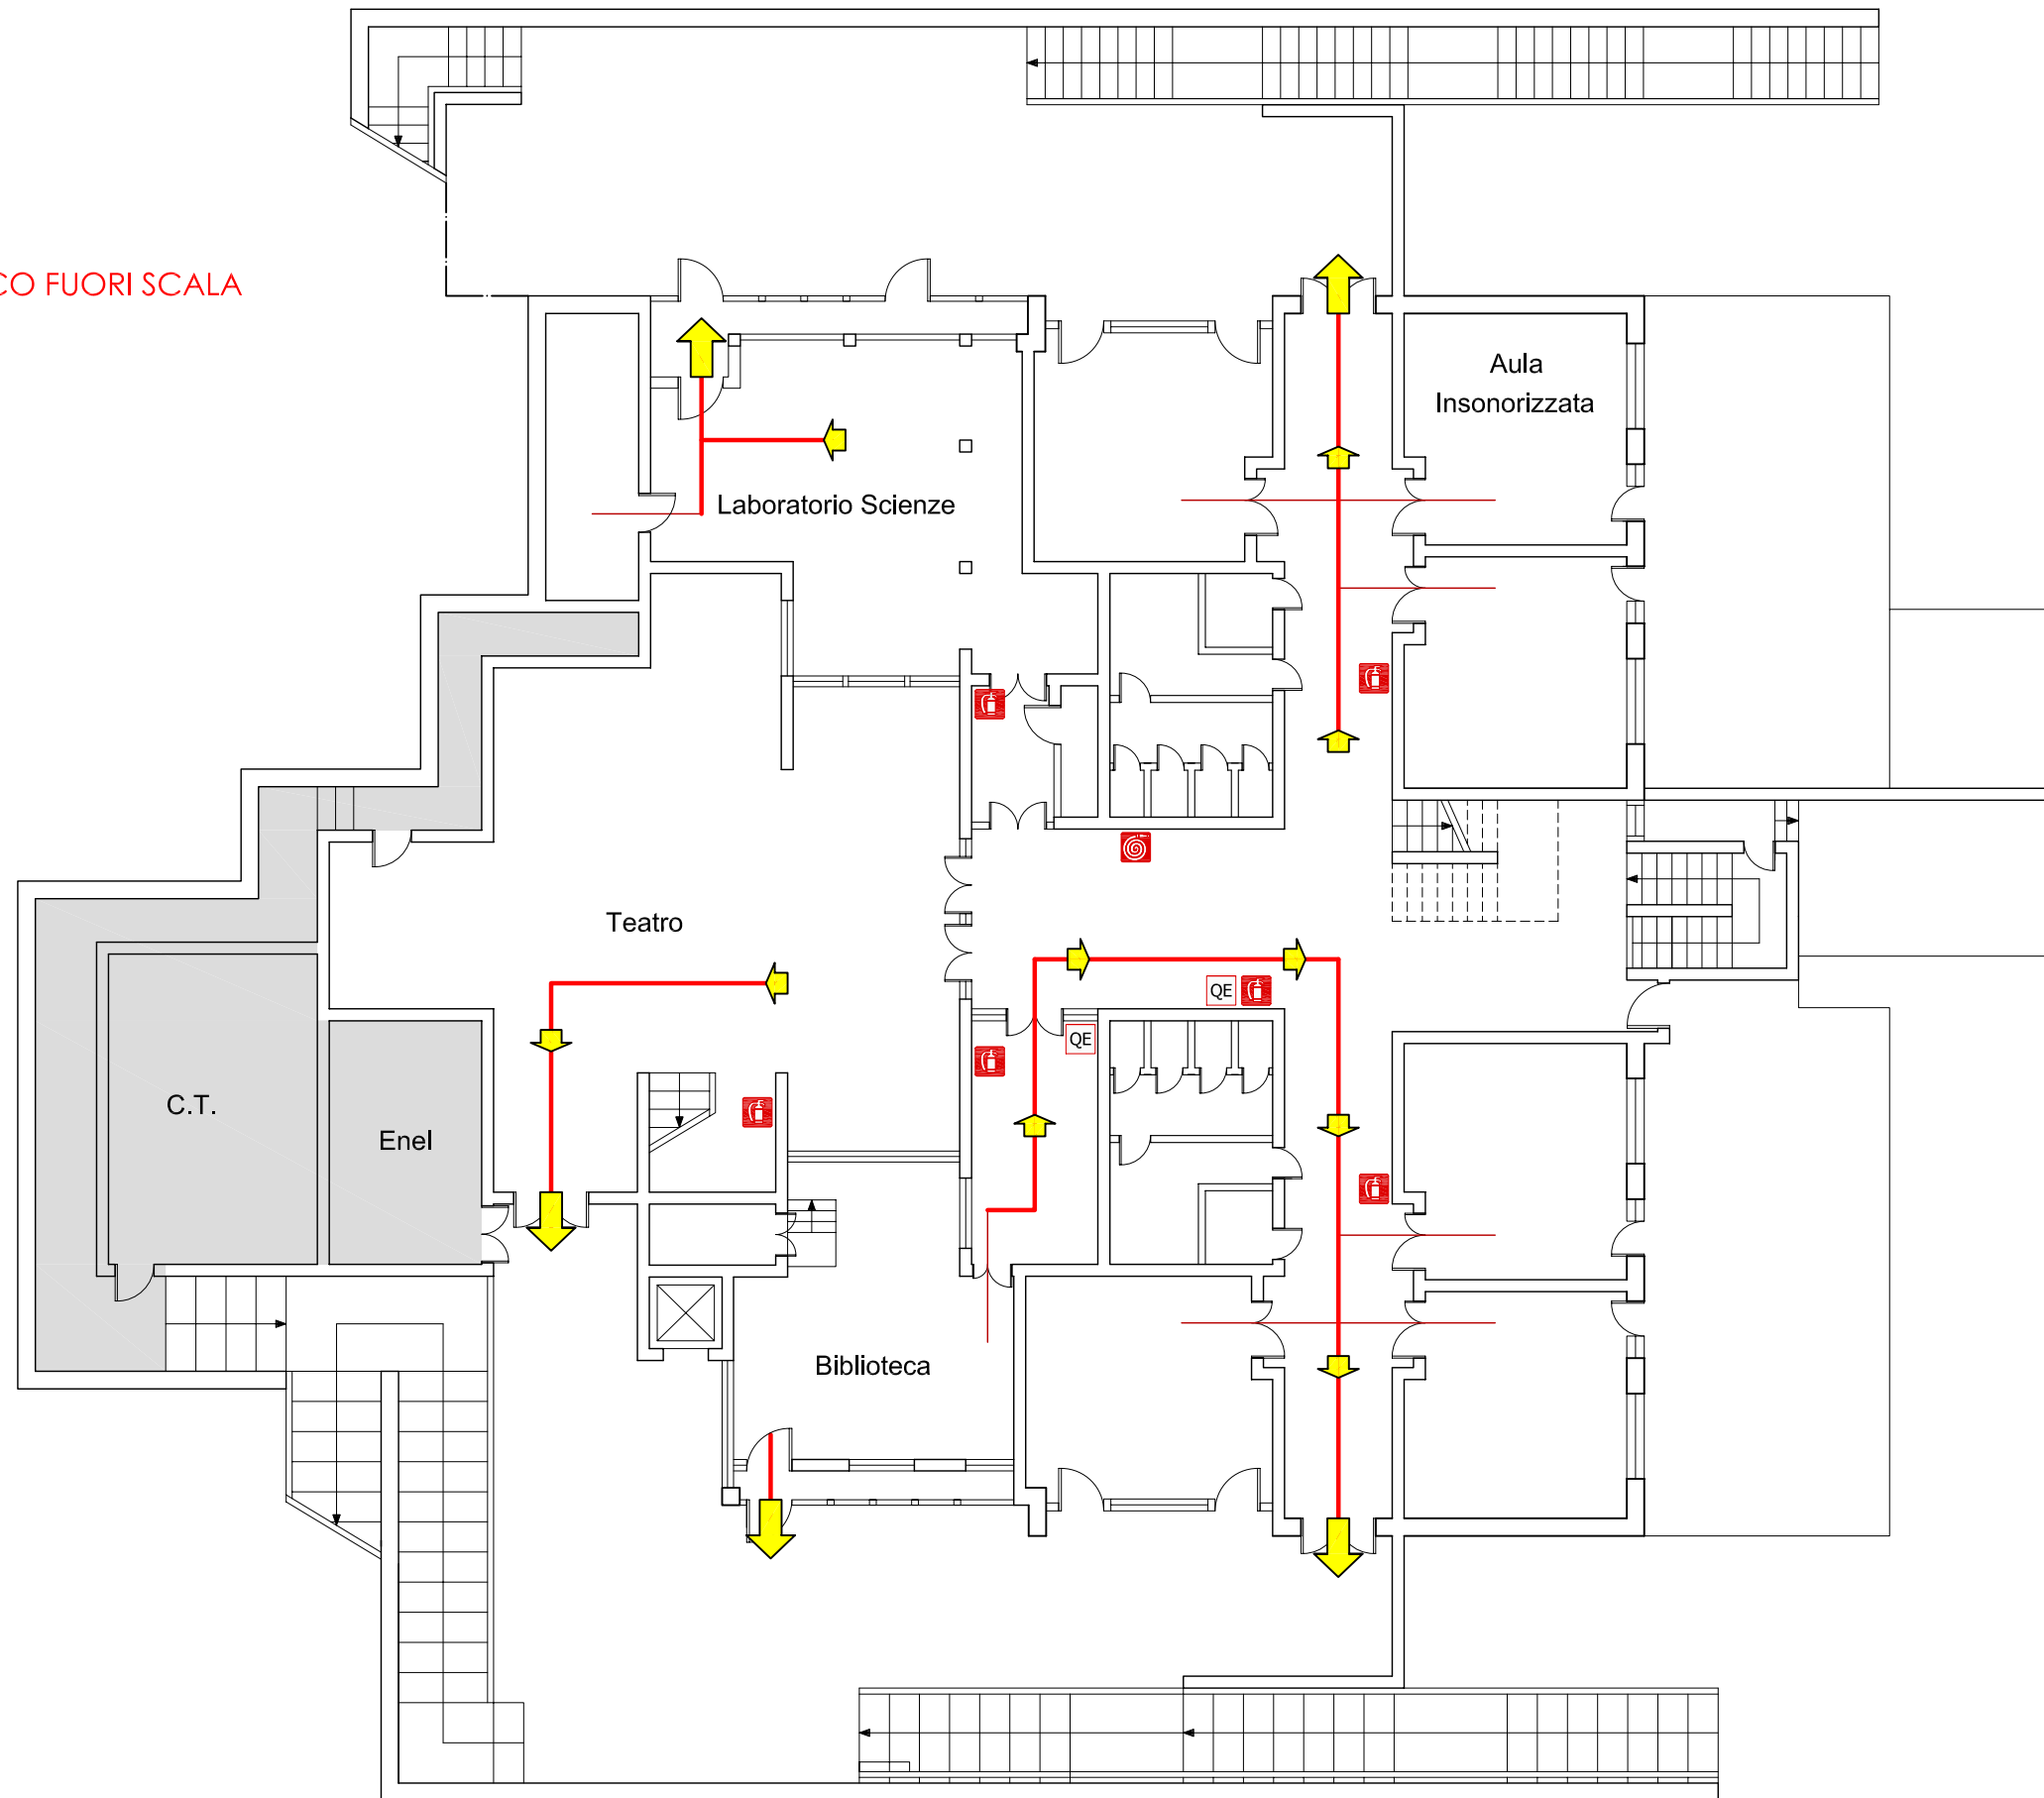 CO FUORI SCALA
Aula
Insonorizzata
Laboratorio Scienze
Teatro
QE
QE
C.T.
Enel
Biblioteca